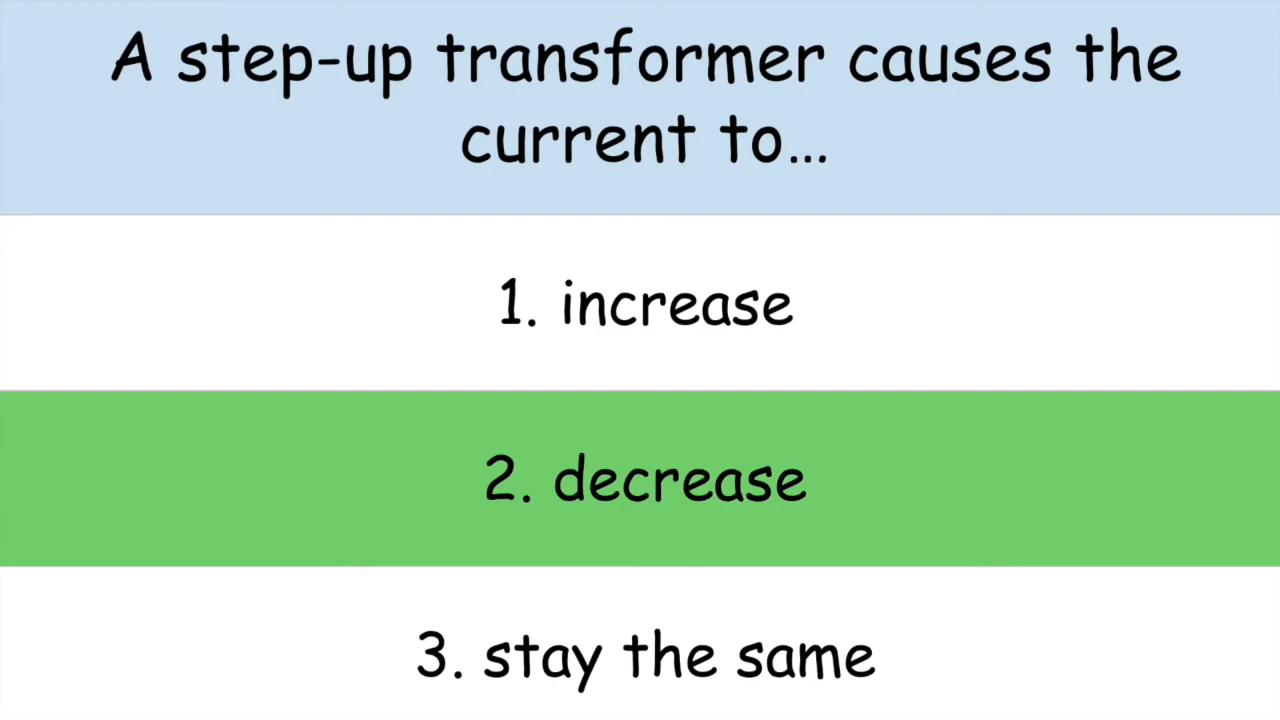 A step-up transformer causes the
current to...
1. increase
2. decrease
3. stay the same